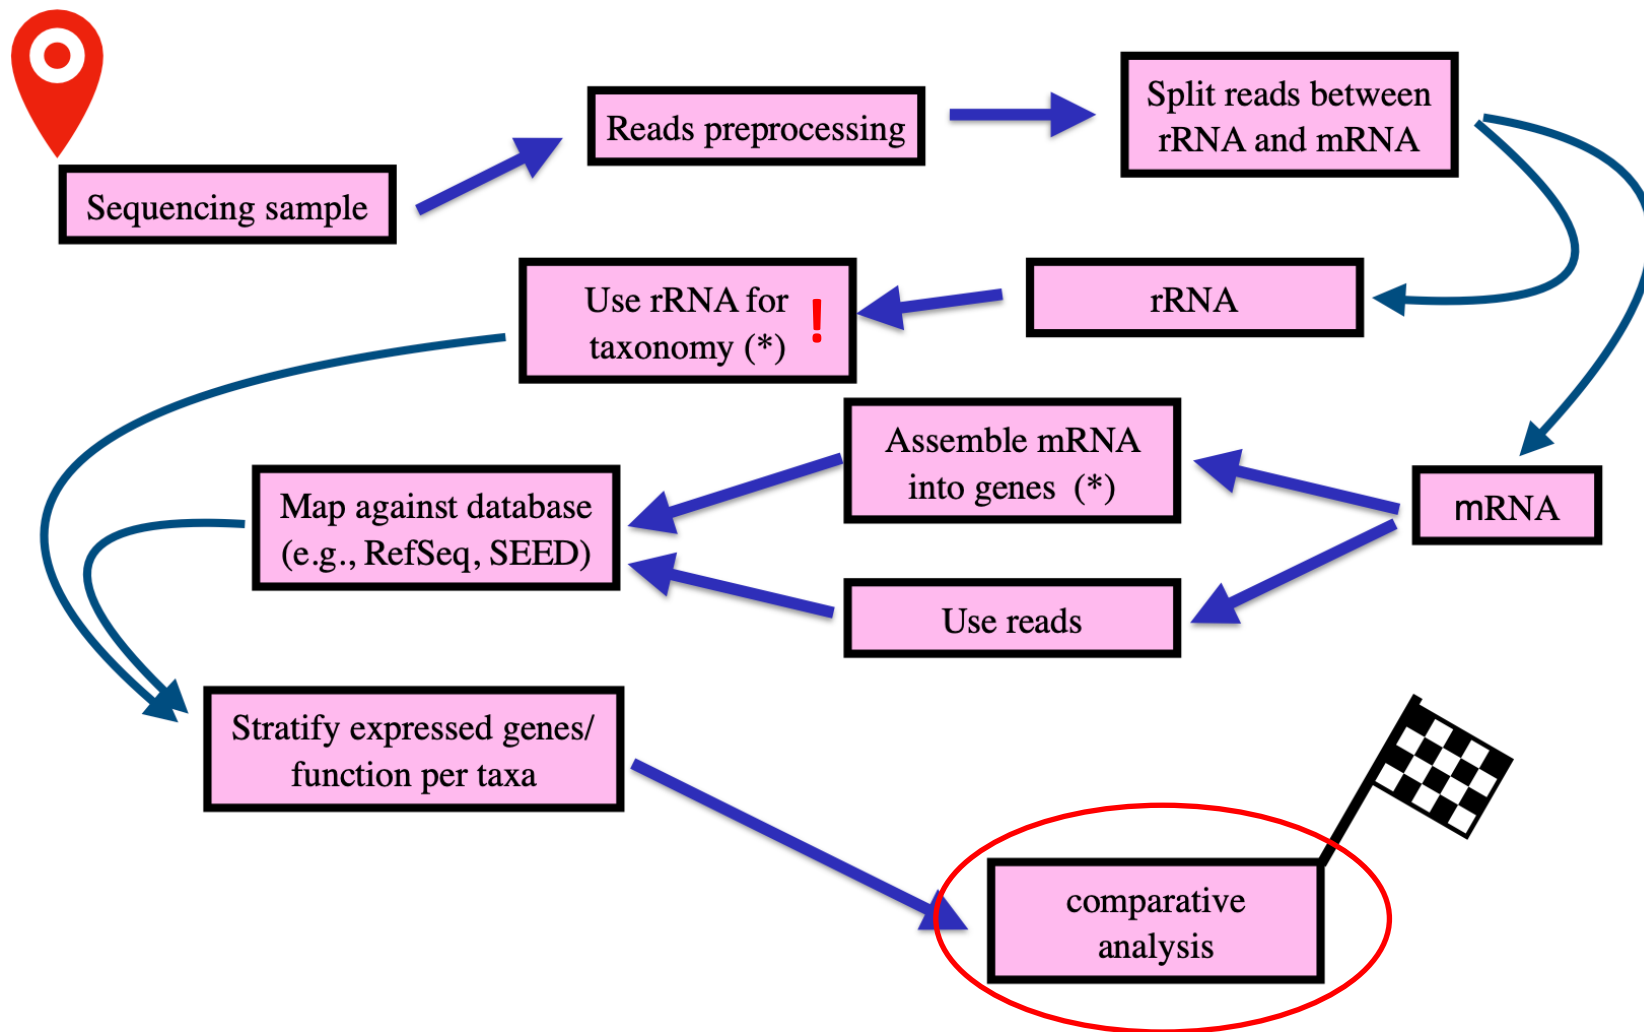 Sequencing sample
Reads preprocessing
Split reads between
rRNA and mRNA
rRNA
Use rRNA for
taxonomy (*) !
Assemble mRNA
into genes (*)
mRNA
Use reads
Map against database
(e.g., RefSeq, SEED)
Stratify expressed genes/
function per taxa
comparative
analysis